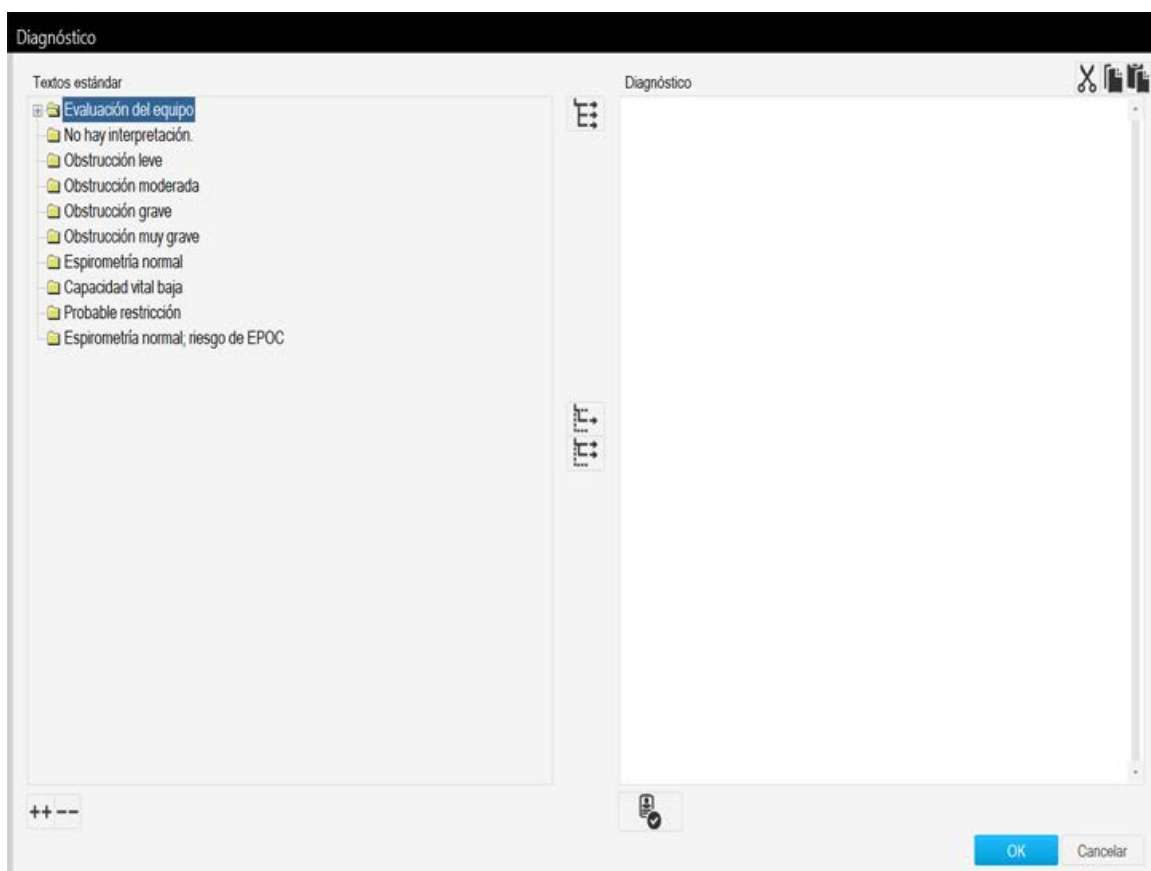 Diagnóstico
Textos estándar
Evaluación del equipo
No hay interpretación.
Obstrucción leve
Obstrucción moderada
Obstrucción grave
Obstrucción muy grave
Espirometría normal
Capacidad vital baja
Probable restricción
Espirometría normal; riesgo de EPOC
Diagnóstico
++ --
OK
Cancelar